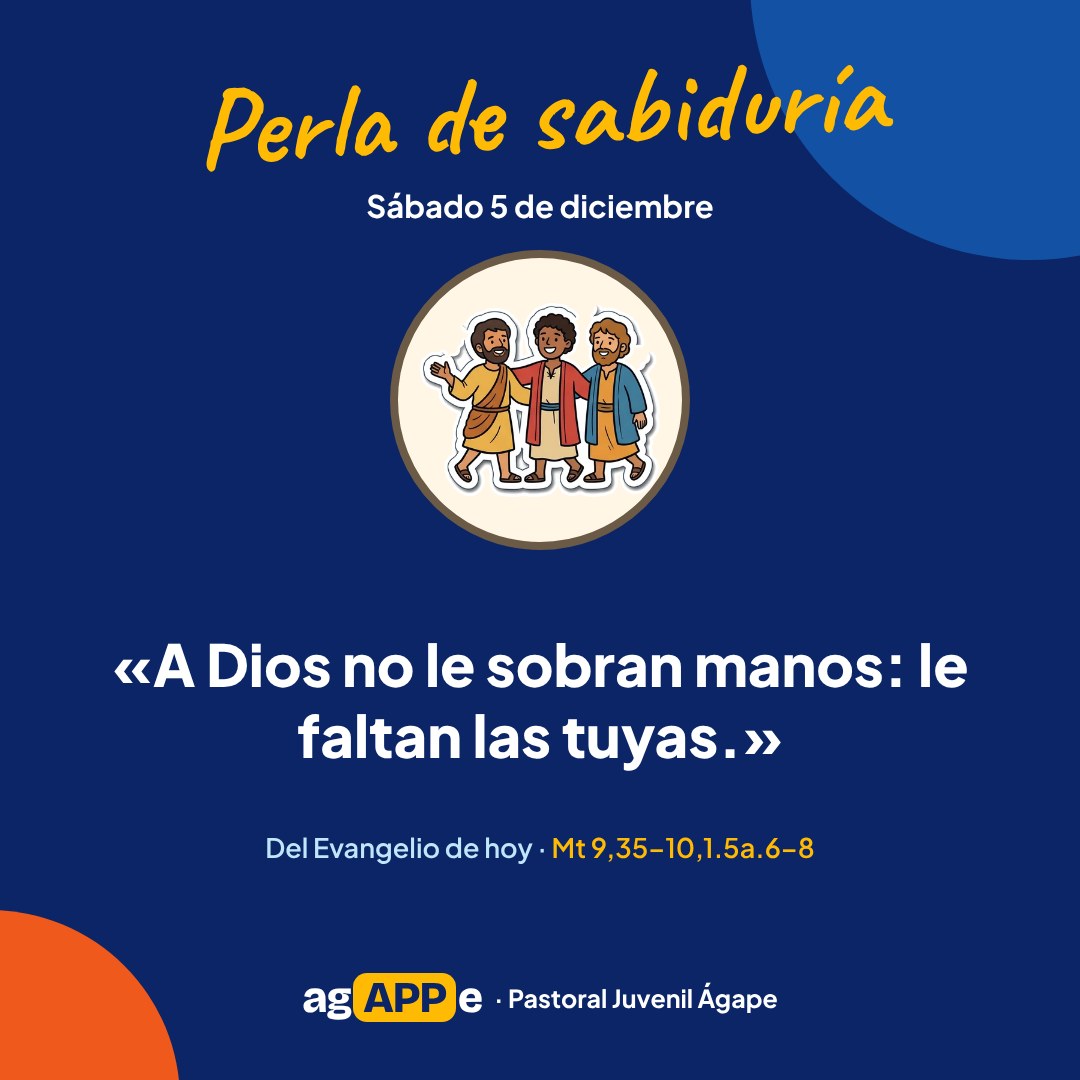 Perla de sabiduría
Sábado 5 de diciembre
«A Dios no le sobran manos: le
faltan las tuyas.»
Del Evangelio de hoy · Mt 9,35–10,1.5a.6–8
agAPPe · Pastoral Juvenil Ágape